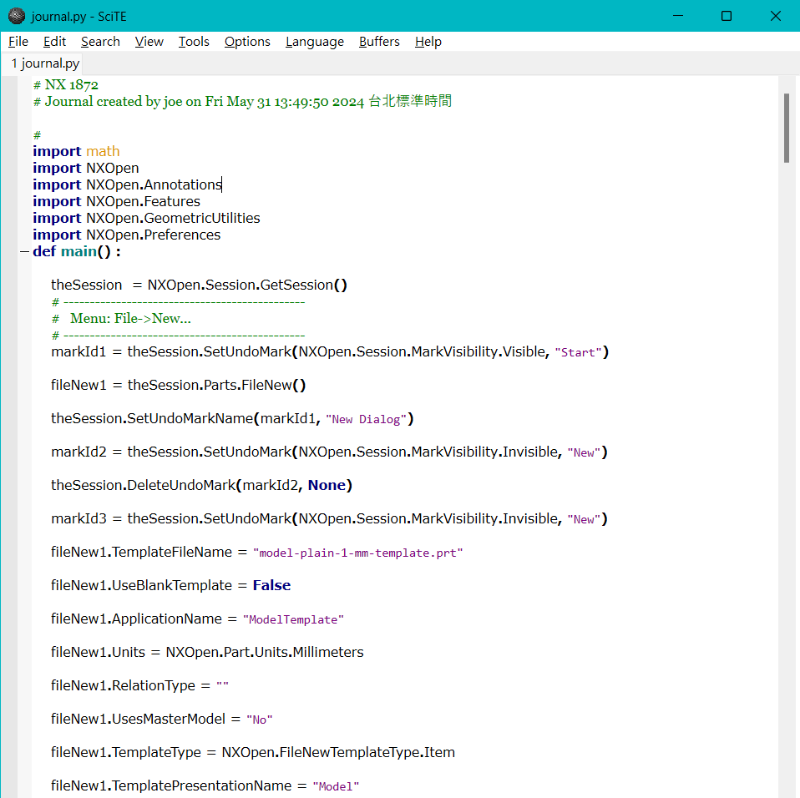 journal.py - SciTE
File Edit Search View Tools Options Language Buffers Help
1 journal.py
# NX 1872
# Journal created by joe on Fri May 31 13:49:50 2024 台北標準時間
#
import math
import NXOpen
import NXOpen.Annotations
import NXOpen.Features
import NXOpen.GeometricUtilities
import NXOpen.Preferences
def main() :
theSession  = NXOpen.Session.GetSession()
# ----------------------------------------------
#   Menu: File->New...
# ----------------------------------------------
markId1 = theSession.SetUndoMark(NXOpen.Session.MarkVisibility.Visible, "Start")
fileNew1 = theSession.Parts.FileNew()
theSession.SetUndoMarkName(markId1, "New Dialog")
markId2 = theSession.SetUndoMark(NXOpen.Session.MarkVisibility.Invisible, "New")
theSession.DeleteUndoMark(markId2, None)
markId3 = theSession.SetUndoMark(NXOpen.Session.MarkVisibility.Invisible, "New")
fileNew1.TemplateFileName = "model-plain-1-mm-template.prt"
fileNew1.UseBlankTemplate = False
fileNew1.ApplicationName = "ModelTemplate"
fileNew1.Units = NXOpen.Part.Units.Millimeters
fileNew1.RelationType = ""
fileNew1.UsesMasterModel = "No"
fileNew1.TemplateType = NXOpen.FileNewTemplateType.Item
fileNew1.TemplatePresentationName = "Model"